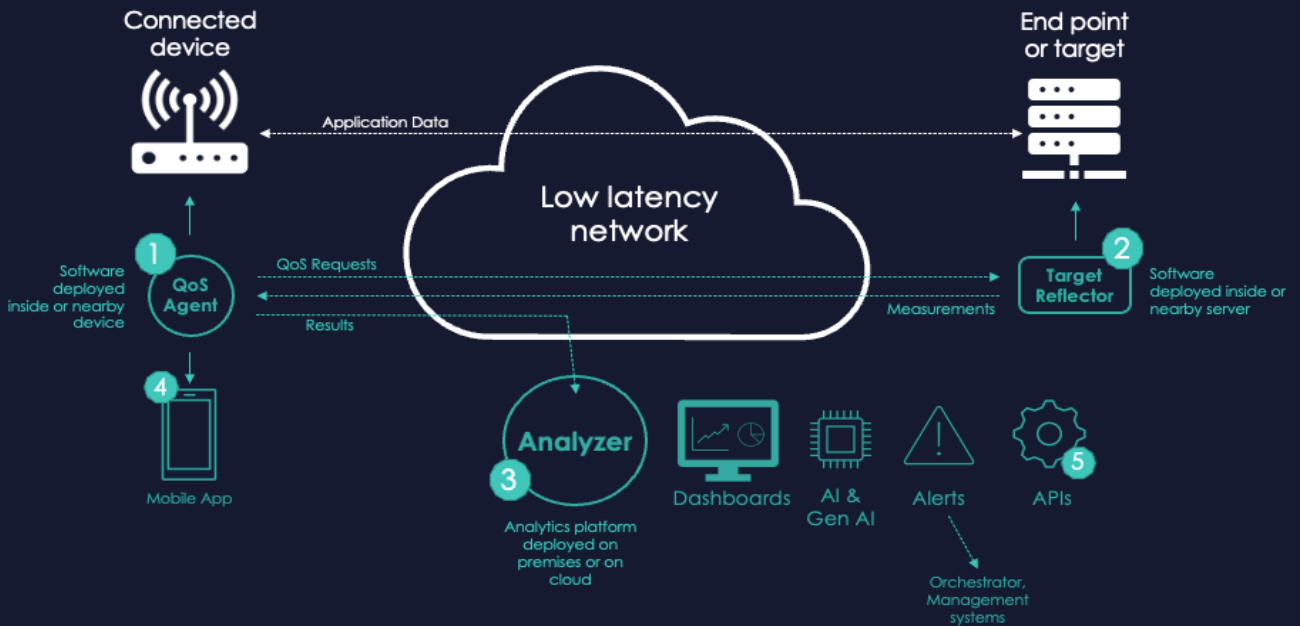 Connected
device
End point
or target
Application Data
Low latency
network
1
QoS
Agent
Software
deployed
inside or nearby
device
QoS Requests
Measurements
Results
2
Target
Reflector
Software
deployed inside or
nearby server
4
Mobile App
Analyzer
3
Analytics platform
deployed on
premises or on
cloud
Dashboards
AI &
Gen AI
Alerts
5
APIs
Orchestrator,
Management
systems